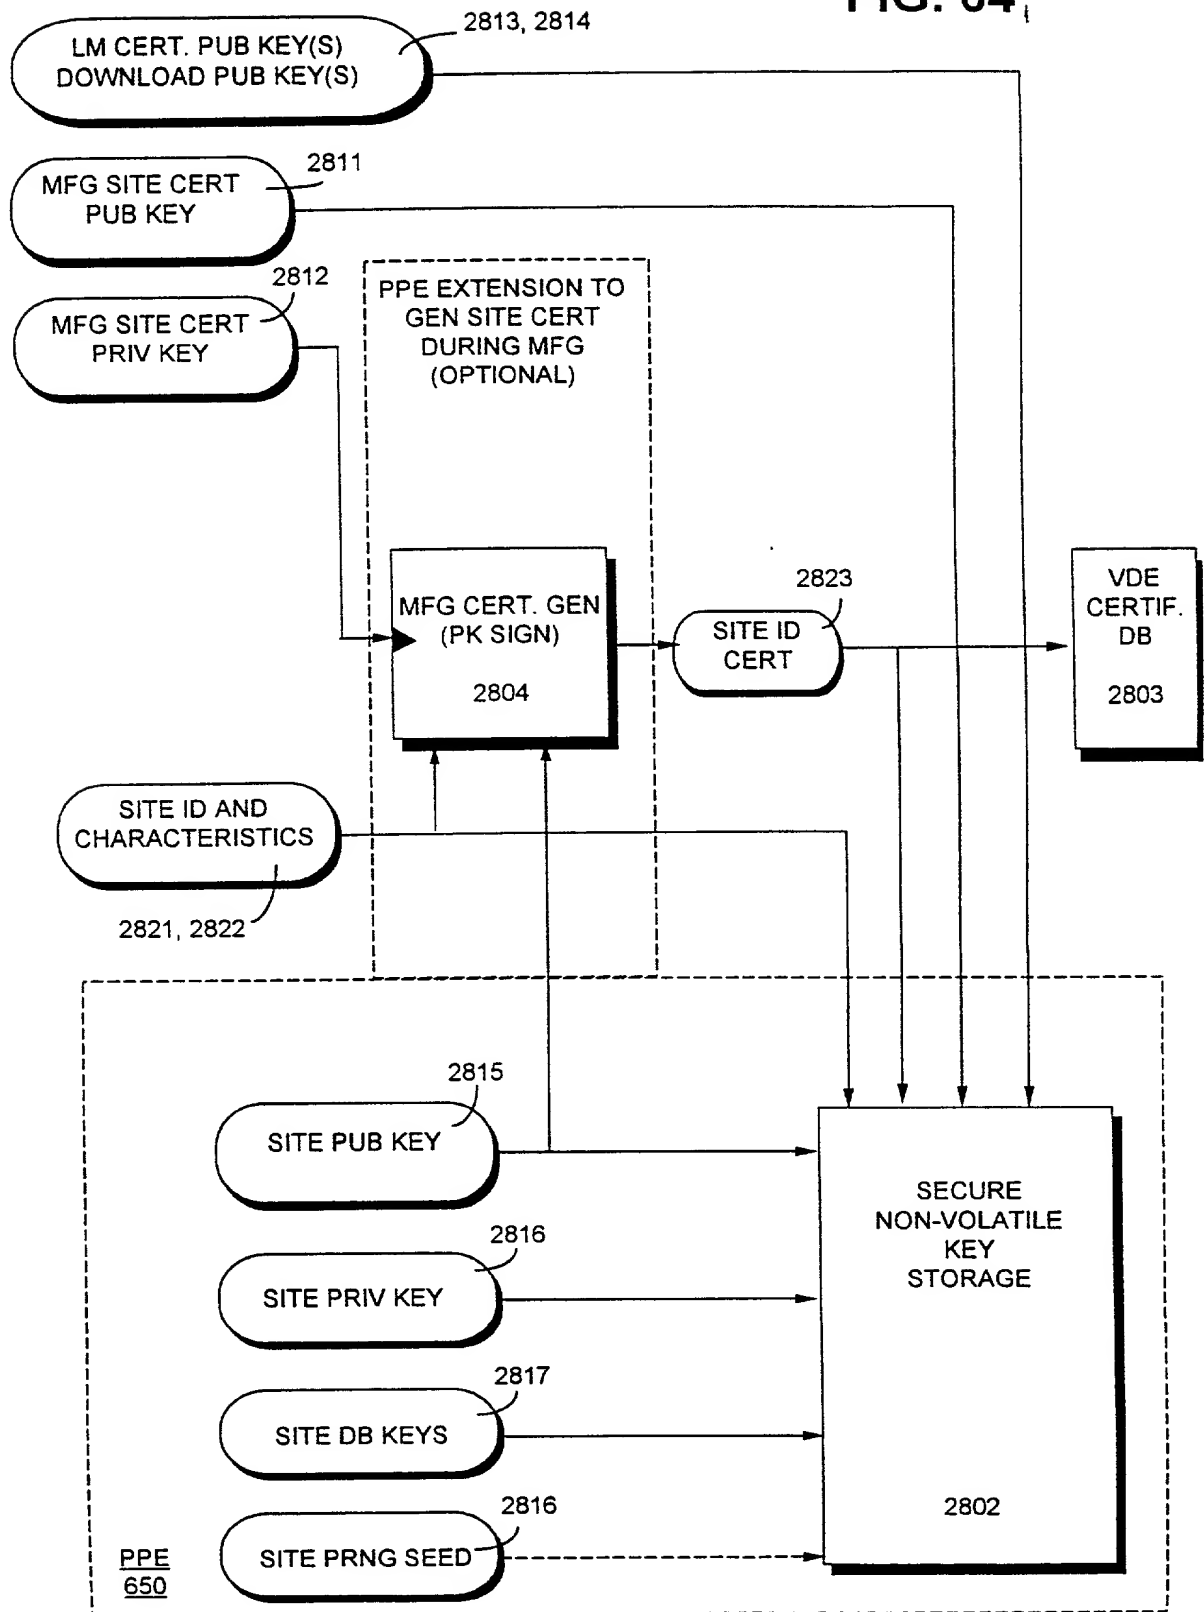 FIG. 64
2813, 2814
LM CERT. PUB KEY(S)
DOWNLOAD PUB KEY(S)
2811
MFG SITE CERT
PUB KEY
2812
MFG SITE CERT
PRIV KEY
PPE EXTENSION TO
GEN SITE CERT
DURING MFG
(OPTIONAL)
MFG CERT. GEN
(PK SIGN)
2804
2823
SITE ID
CERT
VDE
CERTIF.
DB
2803
SITE ID AND
CHARACTERISTICS
2821, 2822
2815
SITE PUB KEY
2816
SITE PRIV KEY
2817
SITE DB KEYS
2816
SITE PRNG SEED
SECURE
NON-VOLATILE
KEY
STORAGE
2802
PPE
650